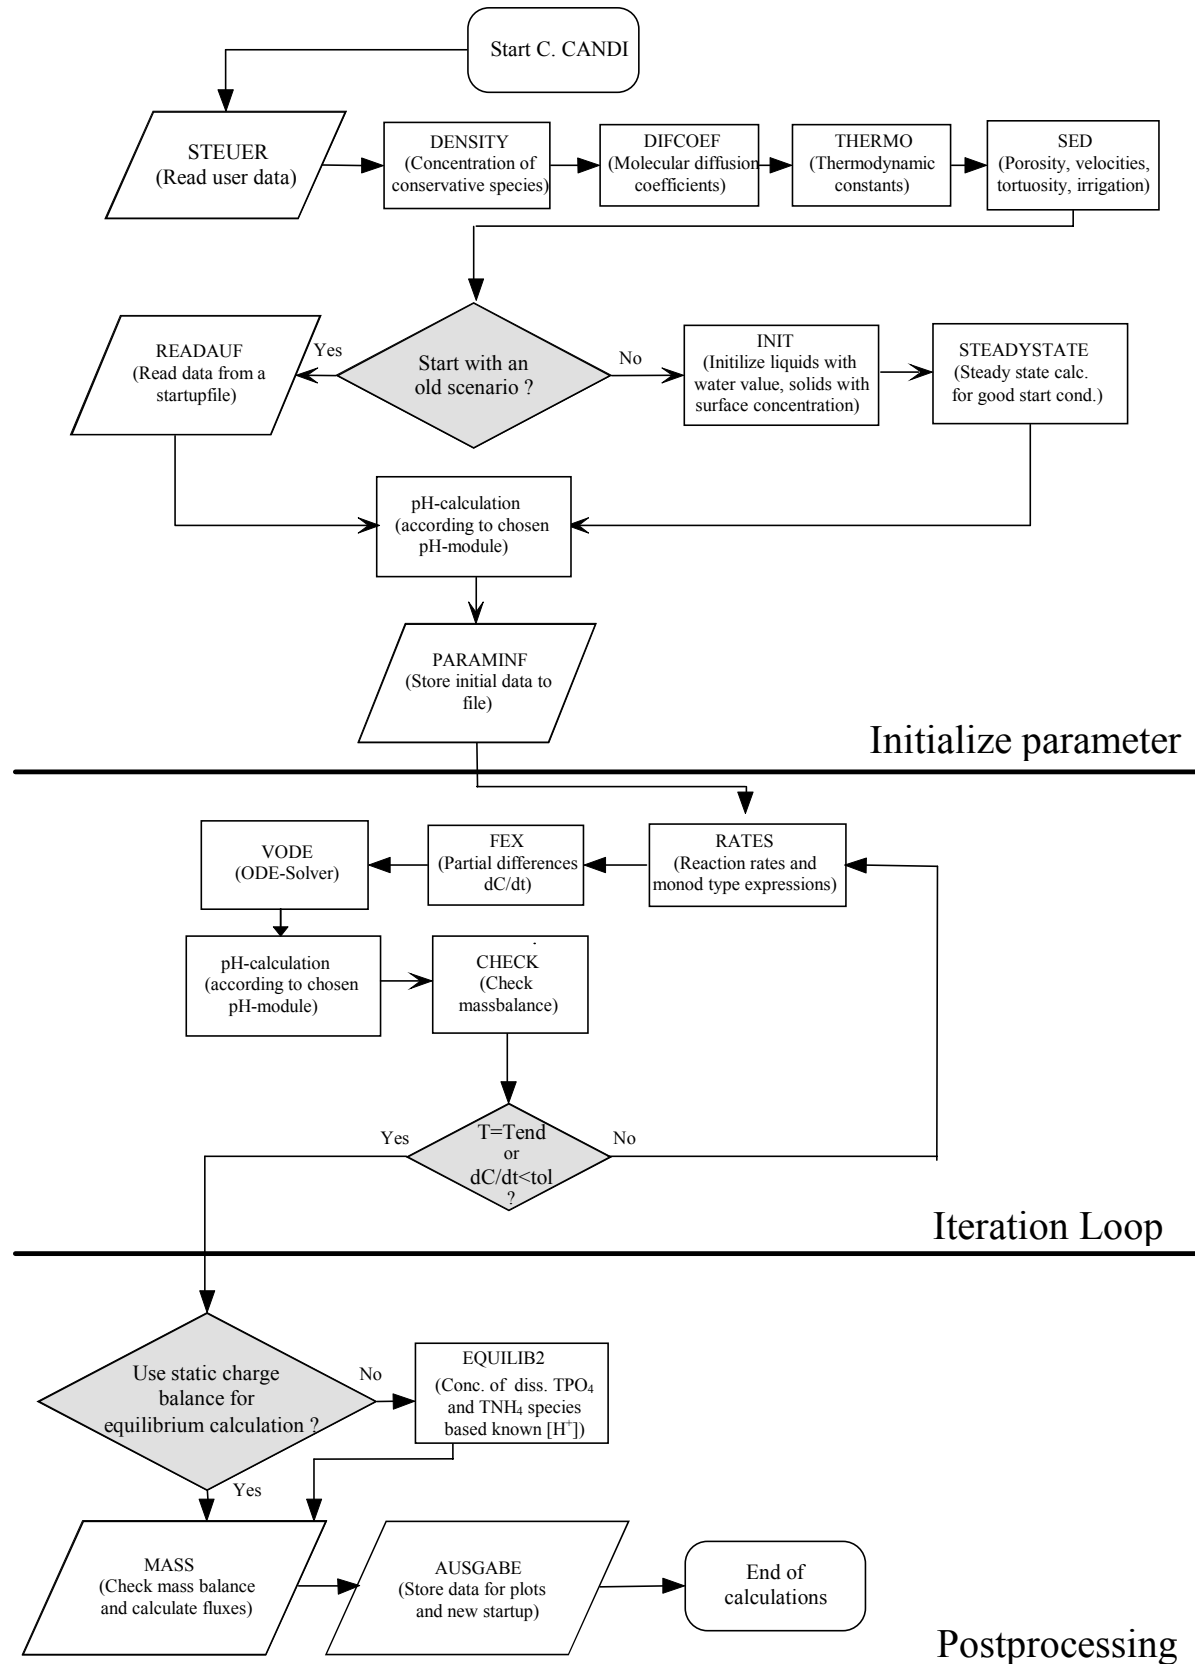 Start C. CANDI
STEUER
(Read user data)
DENSITY
(Concentration of
conservative species)
DIFCOEF
(Molecular diffusion
coefficients)
THERMO
(Thermodynamic
constants)
SED
(Porosity, velocities,
tortuosity, irrigation)
READAUF
(Read data from a
startupfile)
Yes
Start with an
old scenario ?
No
INIT
(Initilize liquids with
water value, solids with
surface concentration)
STEADYSTATE
(Steady state calc.
for good start cond.)
pH-calculation
(according to chosen
pH-module)
PARAMINF
(Store initial data to
file)
Initialize parameter
VODE
(ODE-Solver)
FEX
(Partial differences
dC/dt)
RATES
(Reaction rates and
monod type expressions)
pH-calculation
(according to chosen
pH-module)
CHECK
(Check
massbalance)
Yes
T=Tend
or
dC/dt<tol
?
No
Iteration Loop
Use static charge
balance for
equilibrium calculation ?
No
EQUILIB2
(Conc. of diss. TPO₄
and TNH₄ species
based known [H⁺])
Yes
MASS
(Check mass balance
and calculate fluxes)
AUSGABE
(Store data for plots
and new startup)
End of
calculations
Postprocessing